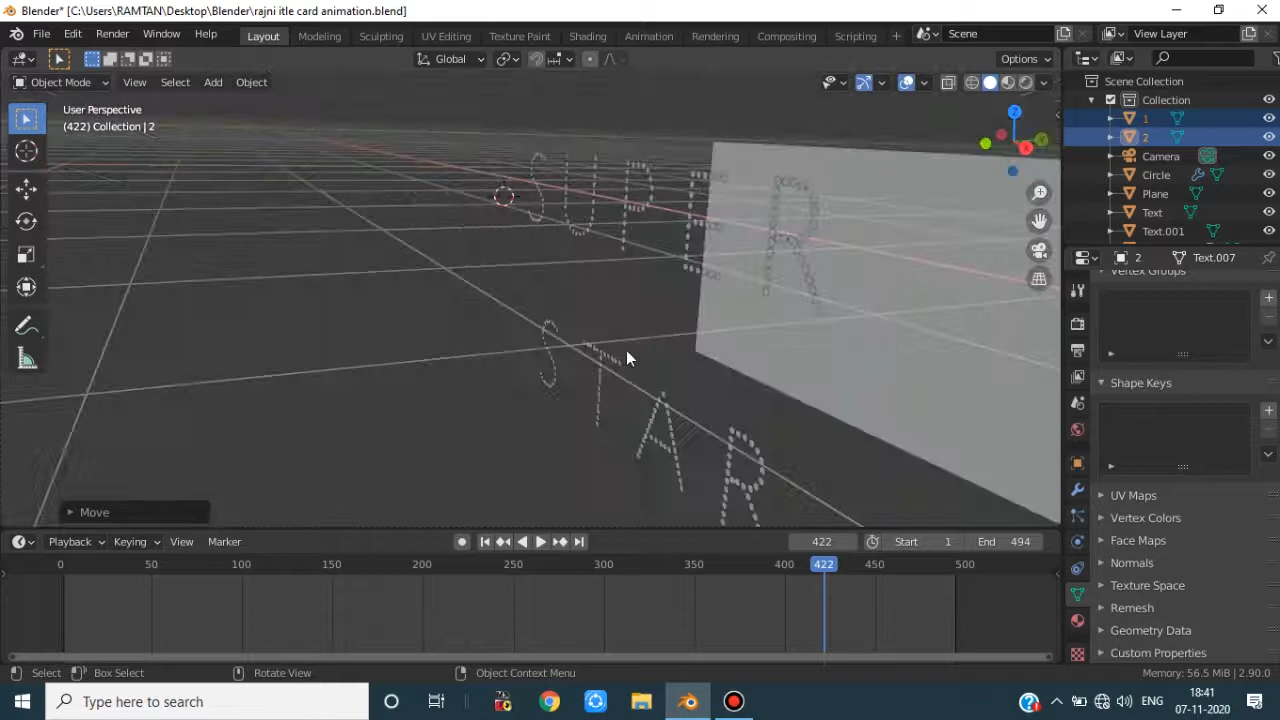 Blender* [C:\Users\RAMTAN\Desktop\Blender\rajni itle card animation.blend]
File Edit Render Window Help Layout Modeling Sculpting UV Editing Texture Paint Shading Animation Rendering Compositing Scripting Scene View Layer
Global Options
Object Mode View Select Add Object
User Perspective
(422) Collection | 2
Scene Collection
Collection
1
2
Camera
Circle
Plane
Text
Text.001
Z
SUPER
STAR
2 Text.007
Vertex Groups
Shape Keys
UV Maps
Vertex Colors
Face Maps
Normals
Texture Space
Remesh
Geometry Data
Custom Properties
Move
Playback Keying View Marker 422 Start 1 End 494
0 50 100 150 200 250 300 350 400 422 450 500
Select Box Select Rotate View Object Context Menu Memory: 56.5 MiB | 2.90.0
Type here to search
ENG
18:41
07-11-2020